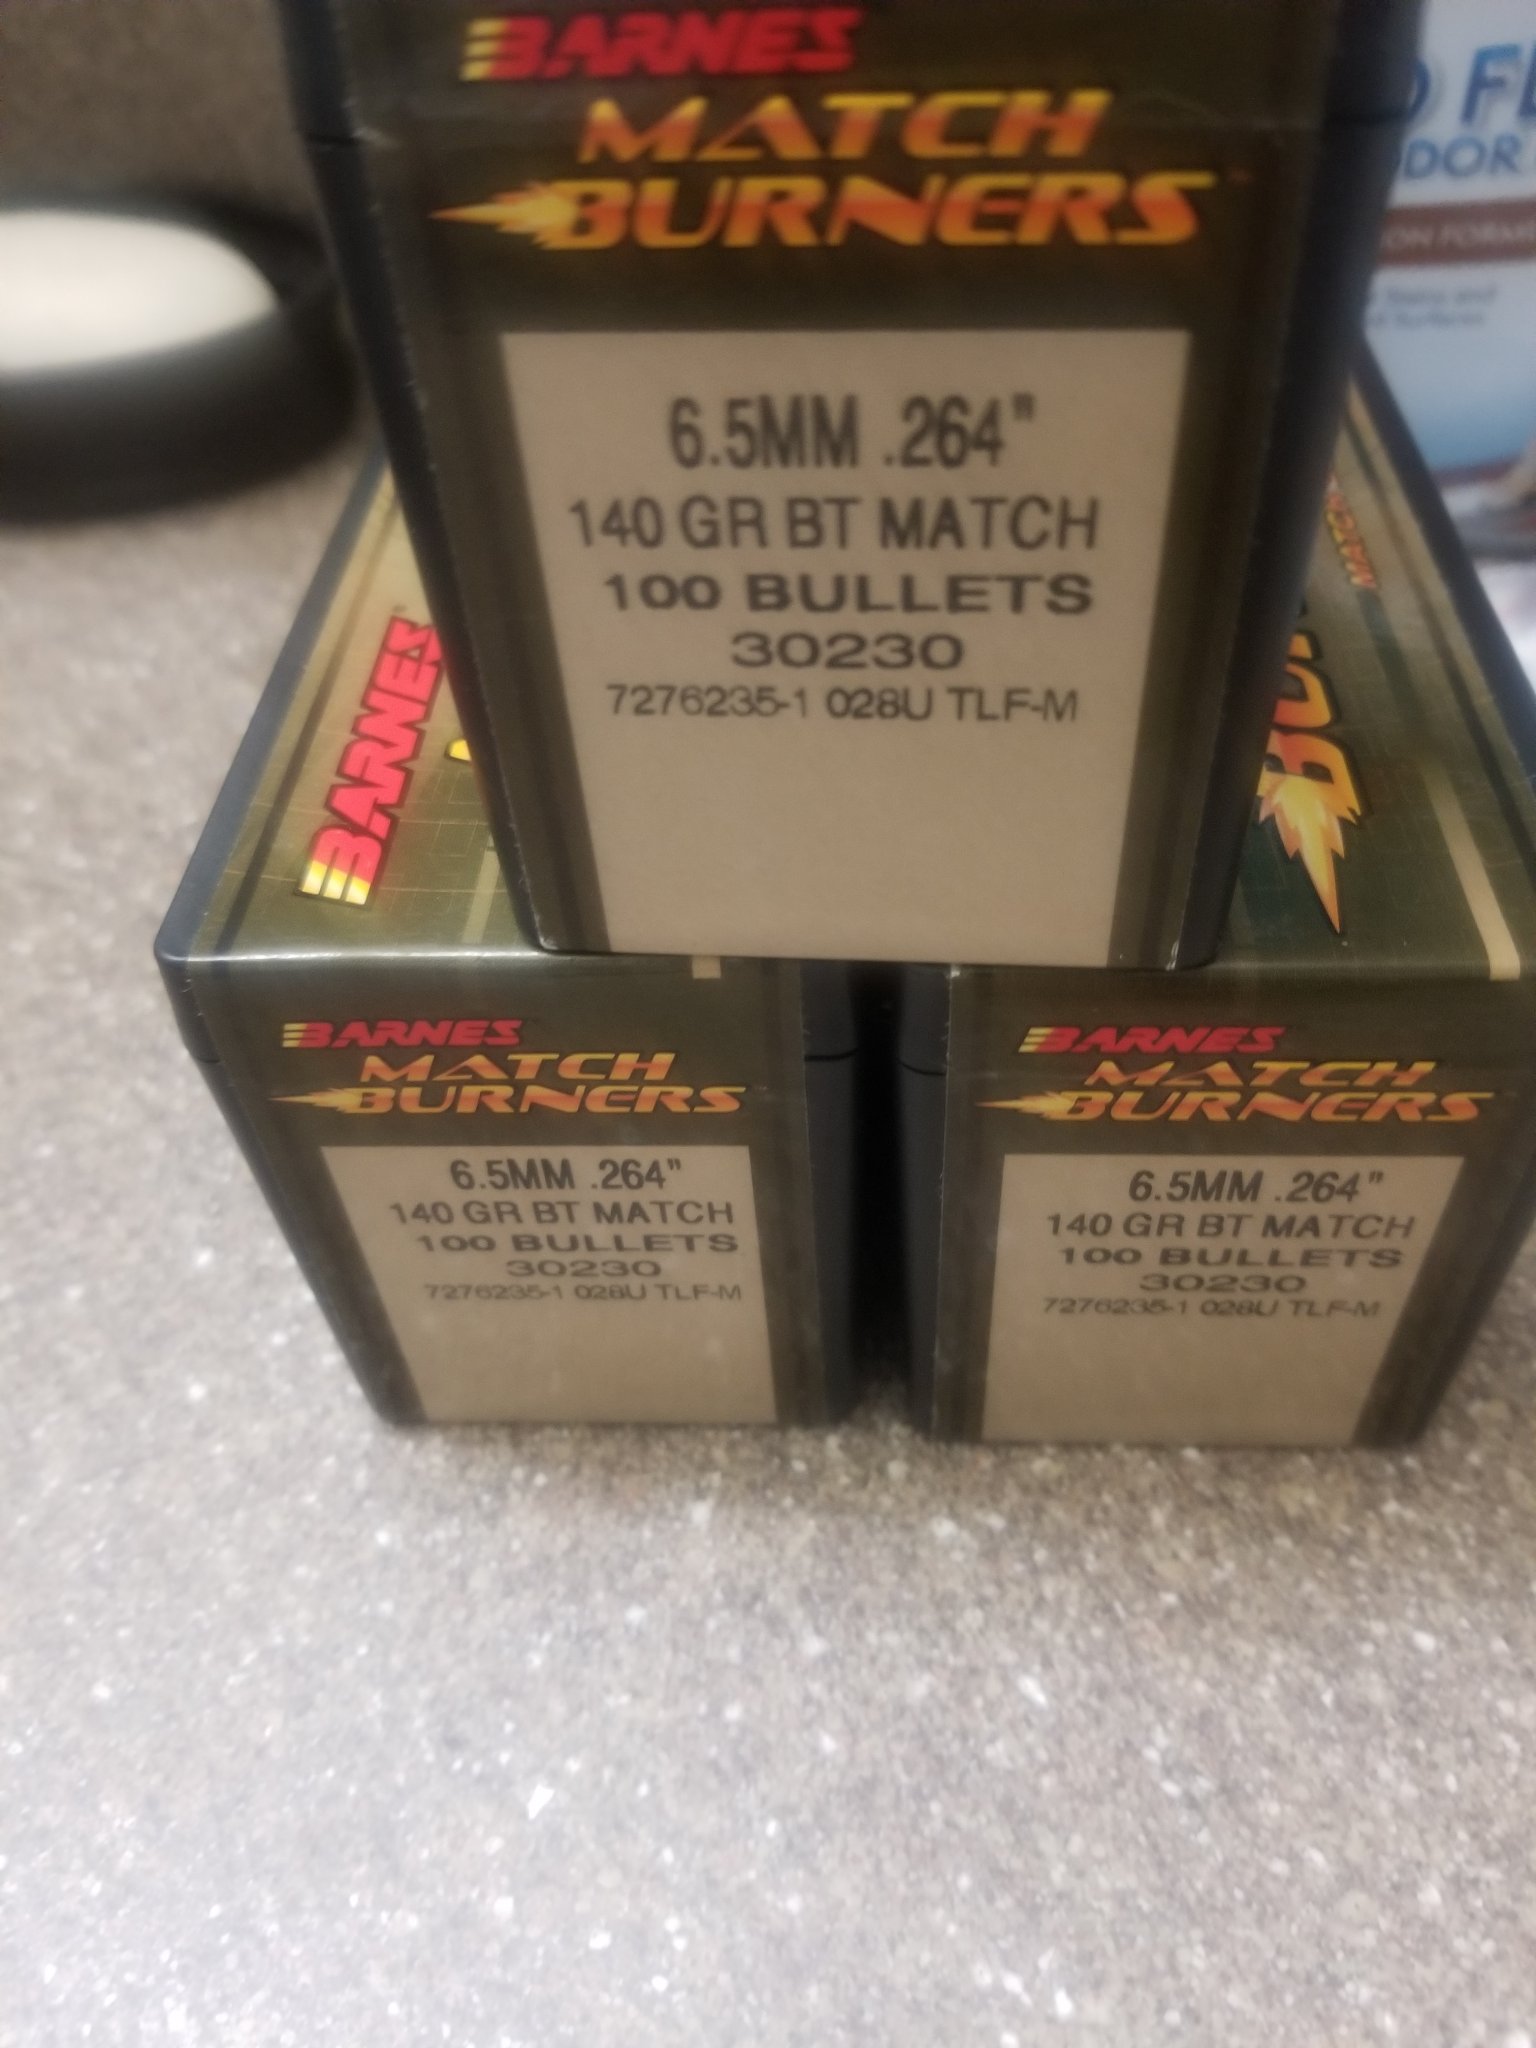 BARNES
MATCH
BURNERS™
6.5MM .264"
140 GR BT MATCH
100 BULLETS
30230
7276235-1 028U TLF-M
BARNES
MATCH
BARNES
MATCH
BURNERS
6.5MM .264"
140 GR BT MATCH
100 BULLETS
30230
7276235-1 028U TLF-M
BARNES
MATCH
BURNERS
6.5MM .264"
140 GR BT MATCH
100 BULLETS
30230
7276235-1 028U TLF-M